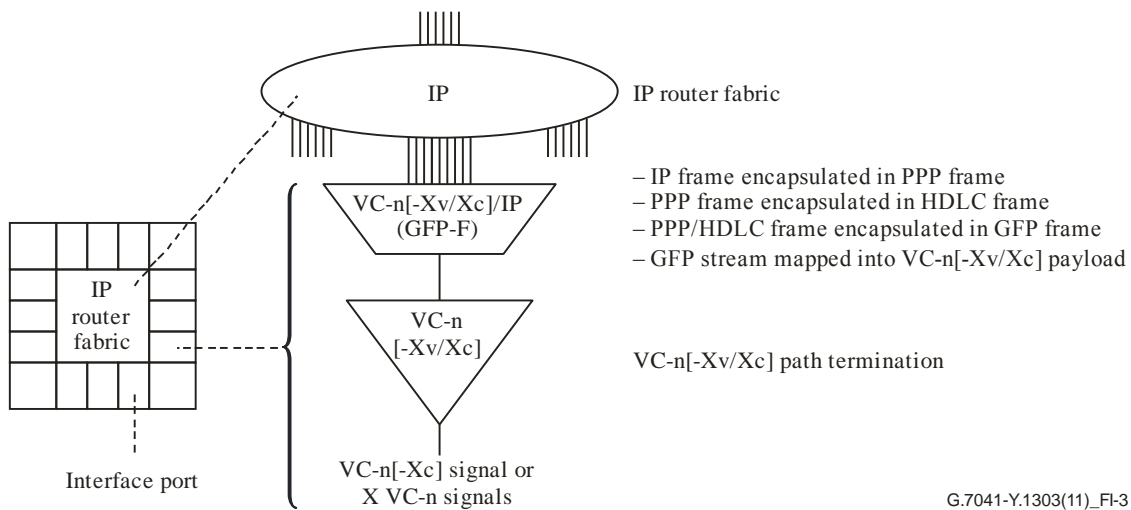 IP
IP router fabric
– IP frame encapsulated in PPP frame
– PPP frame encapsulated in HDLC frame
– PPP/HDLC frame encapsulated in GFP frame
– GFP stream mapped into VC-n[-Xv/Xc] payload
VC-n[-Xv/Xc]/IP
(GFP-F)
IP
router
fabric
VC-n
[-Xv/Xc]
VC-n[-Xv/Xc] path termination
Interface port
VC-n[-Xc] signal or
X VC-n signals
G.7041-Y.1303(11)_FI-3